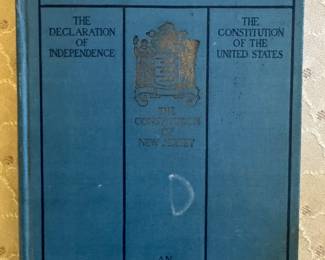 THE
DECLARATION
OF
INDEPENDENCE
THE
CONSTITUTION
OF
NEW JERSEY
AN
THE
CONSTITUTION
OF THE
UNITED STATES